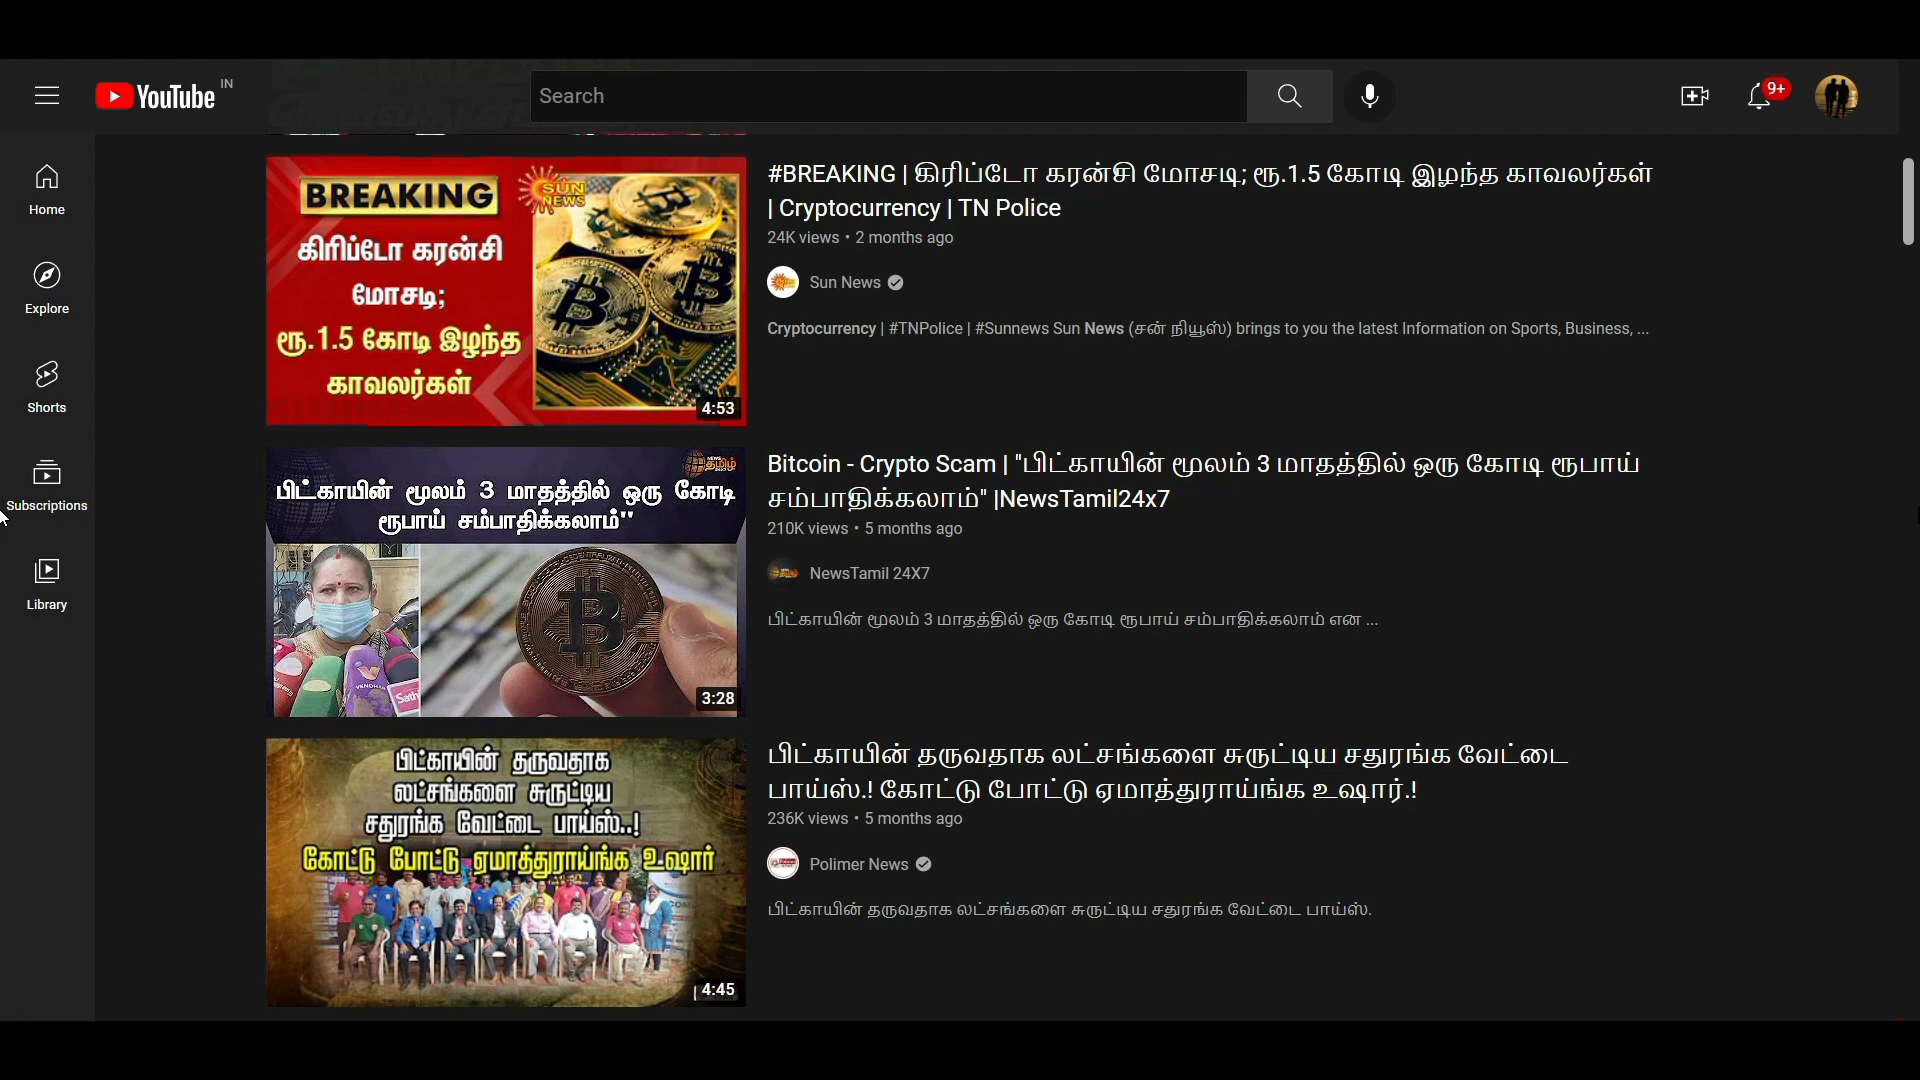 YouTube IN
Search
9+
Home
Explore
Shorts
Subscriptions
Library
BREAKING
SUN NEWS
கிரிப்டோ கரன்சி
மோசடி;
ரூ.1.5 கோடி இழந்த
காவலர்கள்
4:53
#BREAKING | கிரிப்டோ கரன்சி மோசடி; ரூ.1.5 கோடி இழந்த காவலர்கள்
| Cryptocurrency | TN Police
24K views • 2 months ago
Sun News
Cryptocurrency | #TNPolice | #Sunnews Sun News (சன் நியூஸ்) brings to you the latest Information on Sports, Business, ...
தமிழ்
பிட்காயின் மூலம் 3 மாதத்தில் ஒரு கோடி
ரூபாய் சம்பாதிக்கலாம்"
VENDHAR
Sath
3:28
Bitcoin - Crypto Scam | "பிட்காயின் மூலம் 3 மாதத்தில் ஒரு கோடி ரூபாய்
சம்பாதிக்கலாம்" |NewsTamil24x7
210K views • 5 months ago
NewsTamil 24X7
பிட்காயின் மூலம் 3 மாதத்தில் ஒரு கோடி ரூபாய் சம்பாதிக்கலாம் என ...
பிட்காயின் தருவதாக
லட்சங்களை சுருட்டிய
சதுரங்க வேட்டை பாய்ஸ்..!
கோட்டு போட்டு ஏமாத்துராய்ங்க உஷார்
4:45
பிட்காயின் தருவதாக லட்சங்களை சுருட்டிய சதுரங்க வேட்டை
பாய்ஸ்.! கோட்டு போட்டு ஏமாத்துராய்ங்க உஷார்.!
236K views • 5 months ago
Polimer News
பிட்காயின் தருவதாக லட்சங்களை சுருட்டிய சதுரங்க வேட்டை பாய்ஸ்.